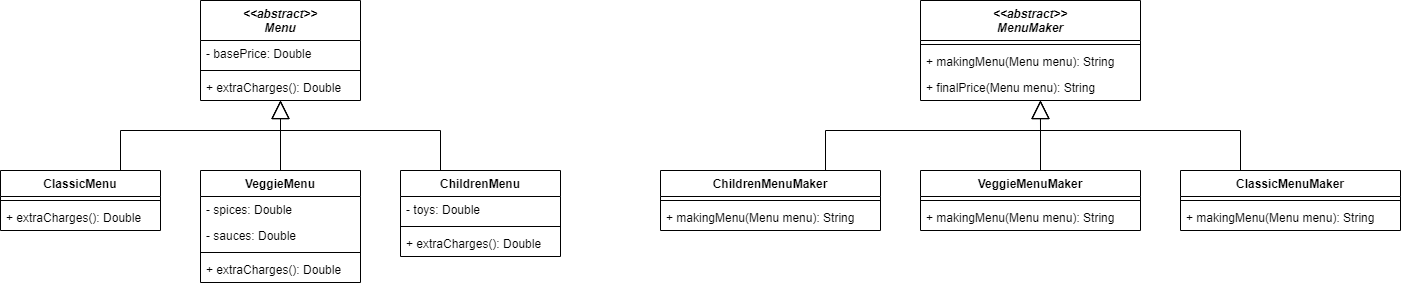 <<abstract>>
Menu
- basePrice: Double
+ extraCharges(): Double
ClassicMenu
+ extraCharges(): Double
VeggieMenu
- spices: Double
- sauces: Double
+ extraCharges(): Double
ChildrenMenu
- toys: Double
+ extraCharges(): Double
<<abstract>>
MenuMaker
+ makingMenu(Menu menu): String
+ finalPrice(Menu menu): String
ChildrenMenuMaker
+ makingMenu(Menu menu): String
VeggieMenuMaker
+ makingMenu(Menu menu): String
ClassicMenuMaker
+ makingMenu(Menu menu): String